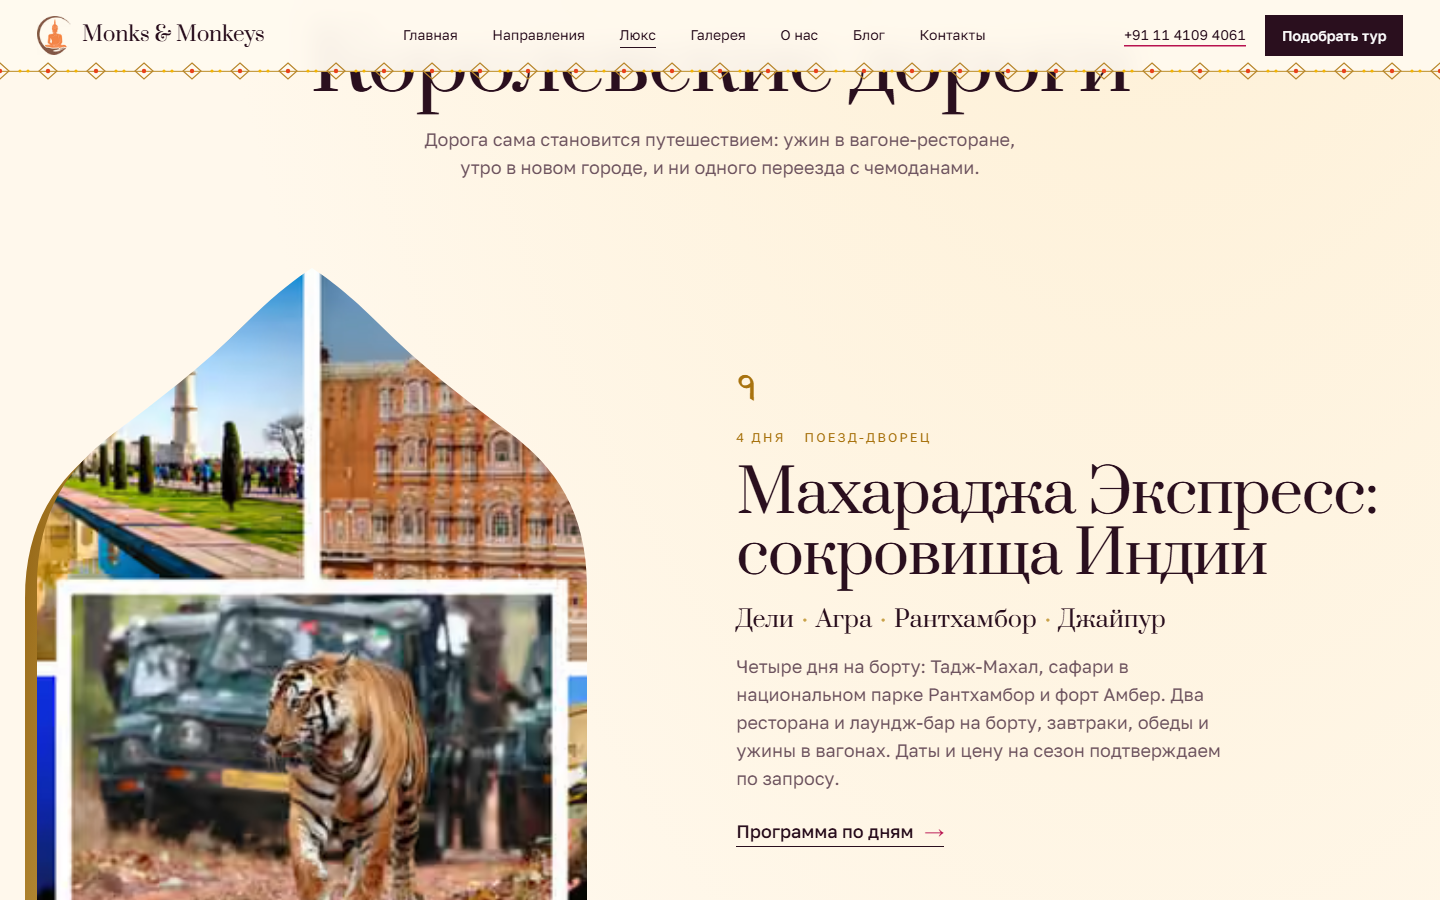 Monks & Monkeys
Главная
Направления
Люкс
Галерея
О нас
Блог
Контакты
+91 11 4109 4061
Подобрать тур
Королевские дороги
Дорога сама становится путешествием: ужин в вагоне-ресторане,
утро в новом городе, и ни одного переезда с чемоданами.
१
4 ДНЯ ПОЕЗД-ДВОРЕЦ
Махараджа Экспресс:
сокровища Индии
Дели · Агра · Рантхамбор · Джайпур
Четыре дня на борту: Тадж-Махал, сафари в
национальном парке Рантхамбор и форт Амбер. Два
ресторана и лаундж-бар на борту, завтраки, обеды и
ужины в вагонах. Даты и цену на сезон подтверждаем
по запросу.
Программа по дням →